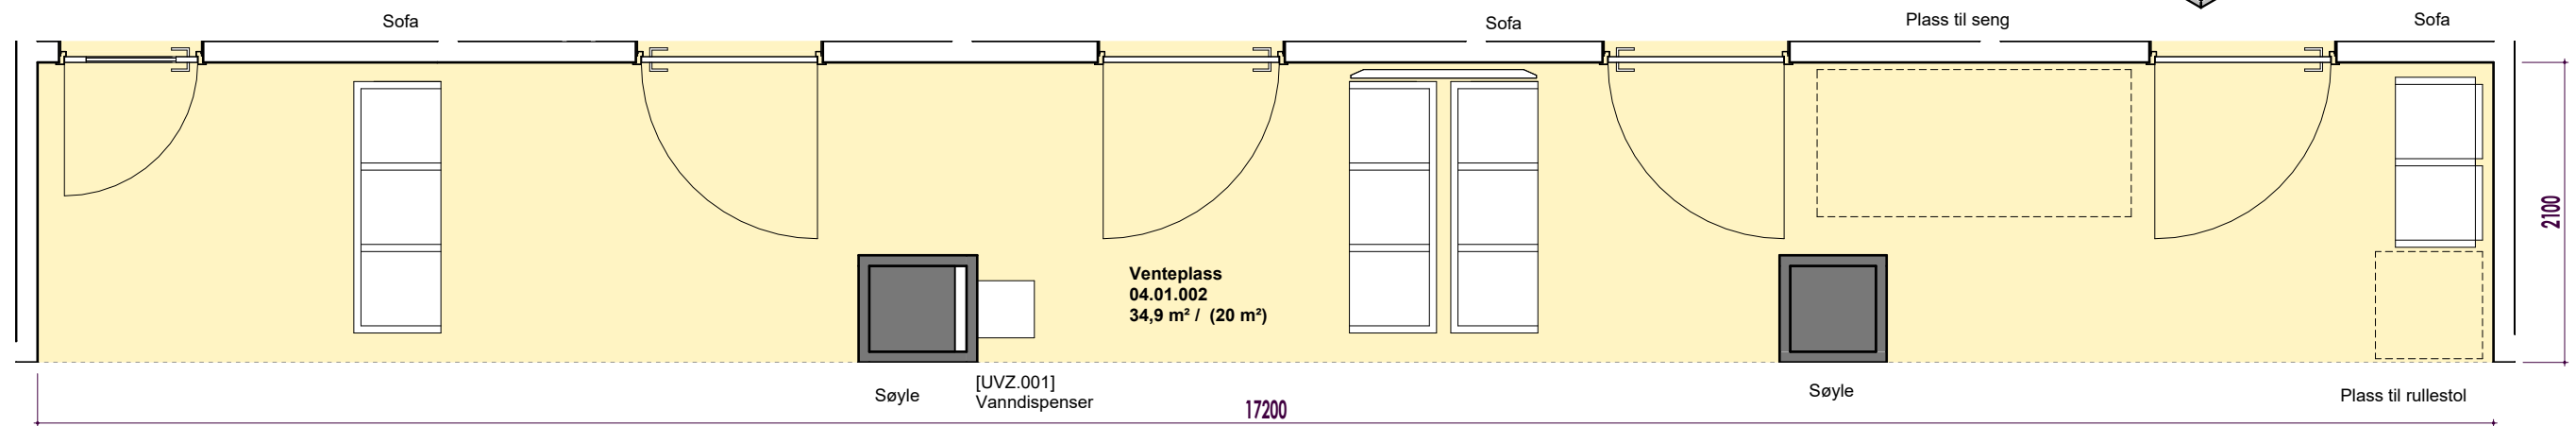 Sofa
Sofa
Plass til seng
Sofa
2100
Venteplass
04.01.002
34,9 m² / (20 m²)
Søyle
[UVZ.001]
Vanndispenser
Søyle
Plass til rullestol
17200